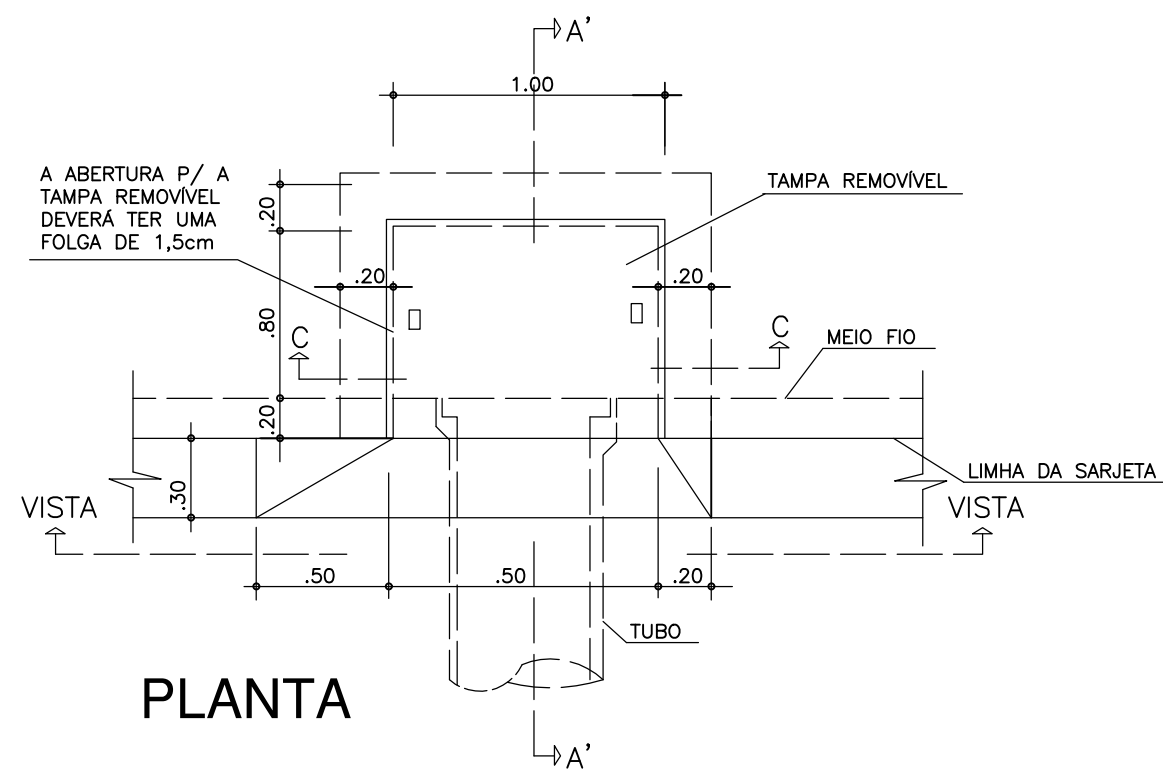 A'
1.00
A ABERTURA P/ A
TAMPA REMOVÍVEL
DEVERÁ TER UMA
FOLGA DE 1,5cm
TAMPA REMOVÍVEL
.20
.20
.20
.80
C
C
MEIO FIO
.20
LIMHA DA SARJETA
.30
VISTA
VISTA
.50
.50
.20
TUBO
PLANTA
A'